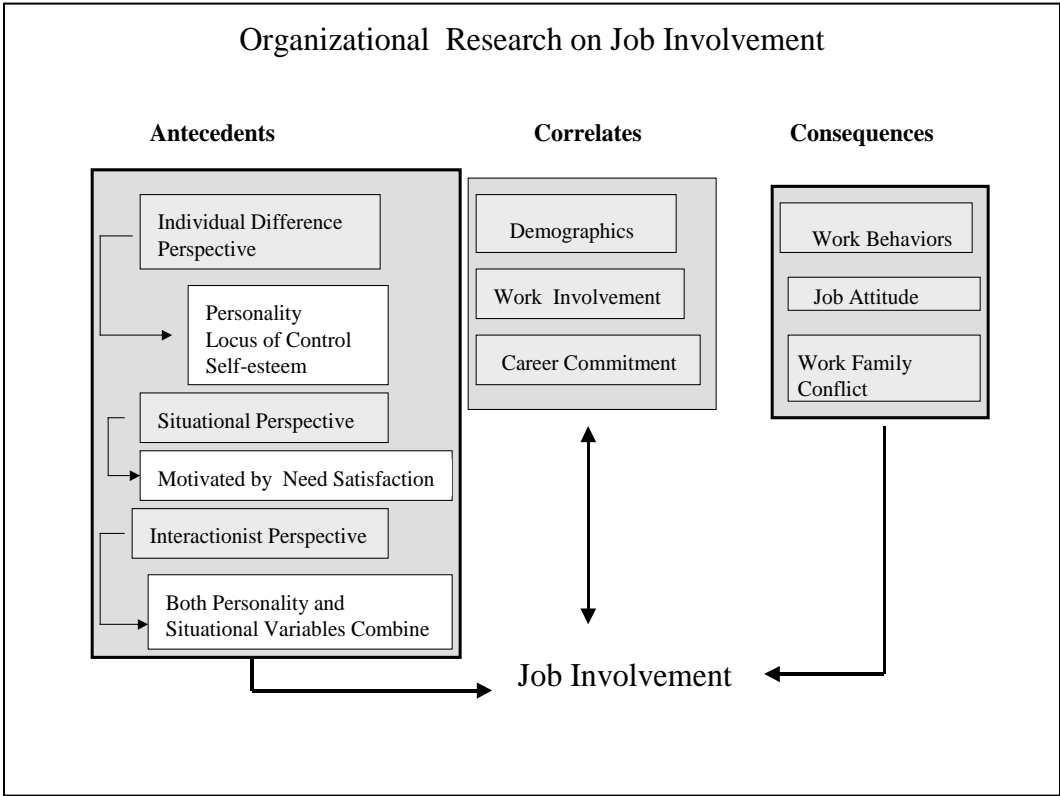 Organizational Research on Job Involvement
Antecedents
Individual Difference
Perspective
Personality
Locus of Control
Self-esteem
Situational Perspective
Motivated by Need Satisfaction
Interactionist Perspective
Both Personality and
Situational Variables Combine
Correlates
Demographics
Work Involvement
Career Commitment
Consequences
Work Behaviors
Job Attitude
Work Family
Conflict
Job Involvement